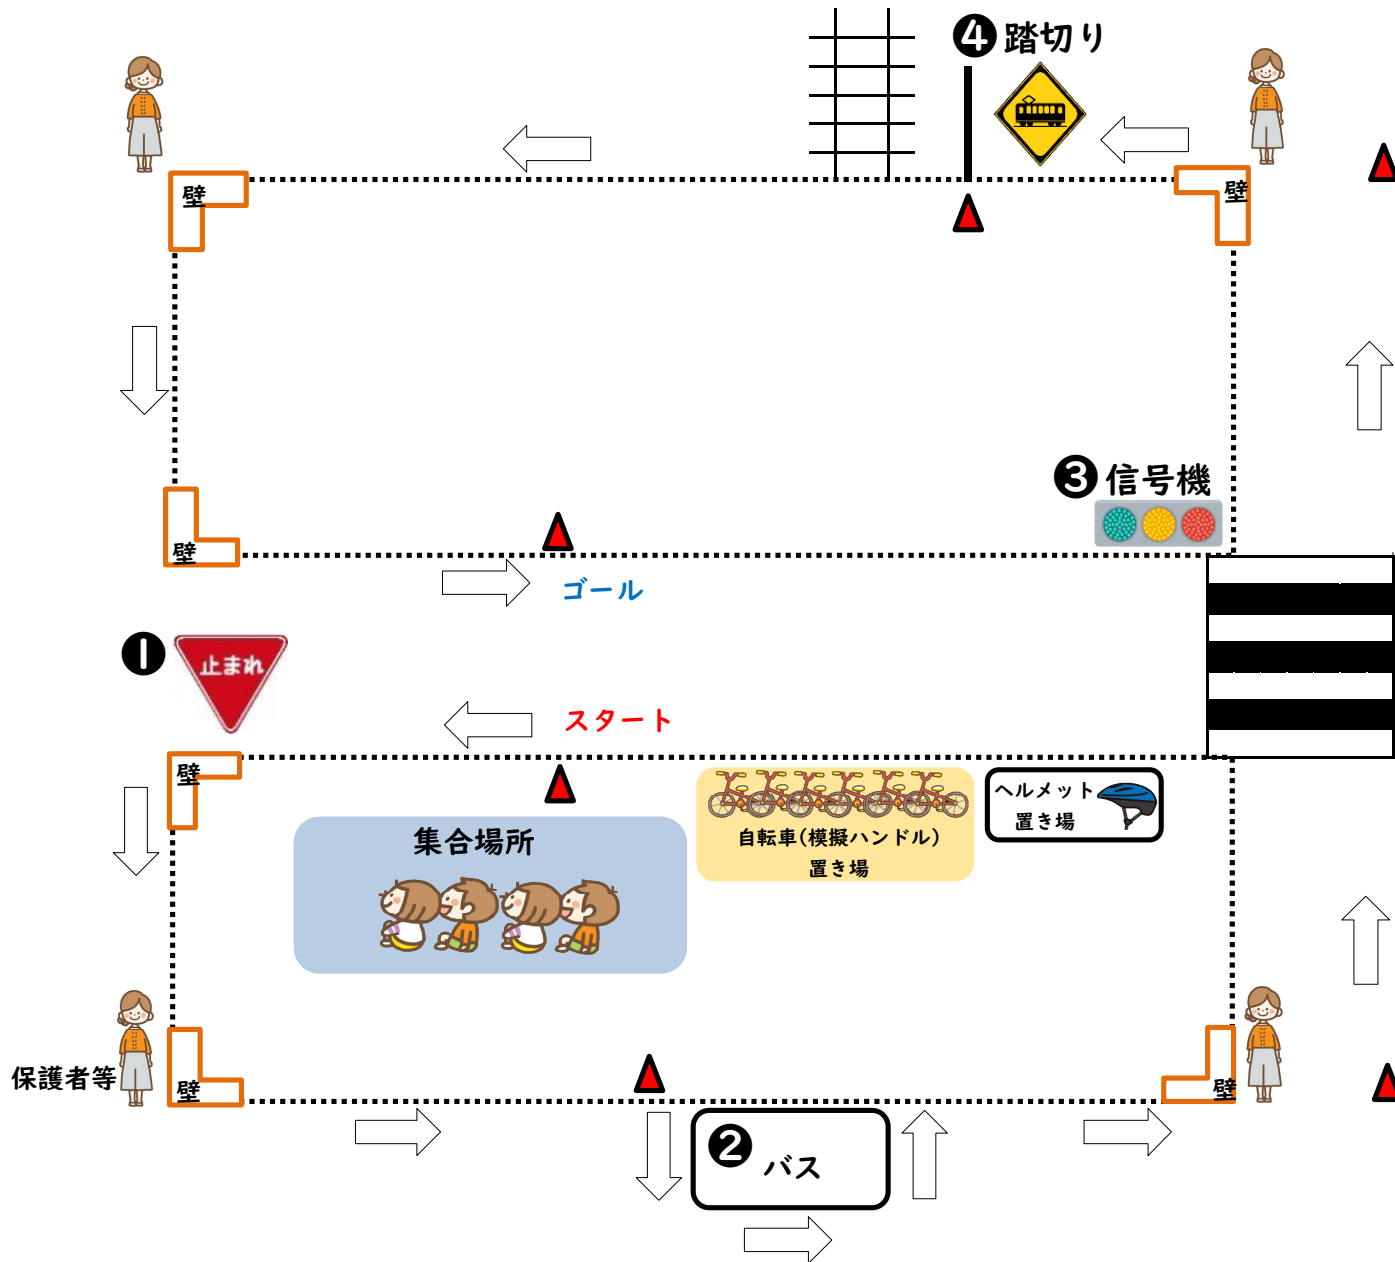 ❹踏切り
壁
壁
❸信号機
壁
ゴール
❶
止まれ
スタート
壁
ヘルメット
置き場
集合場所
自転車(模擬ハンドル)
置き場
保護者等
壁
壁
❷
バス